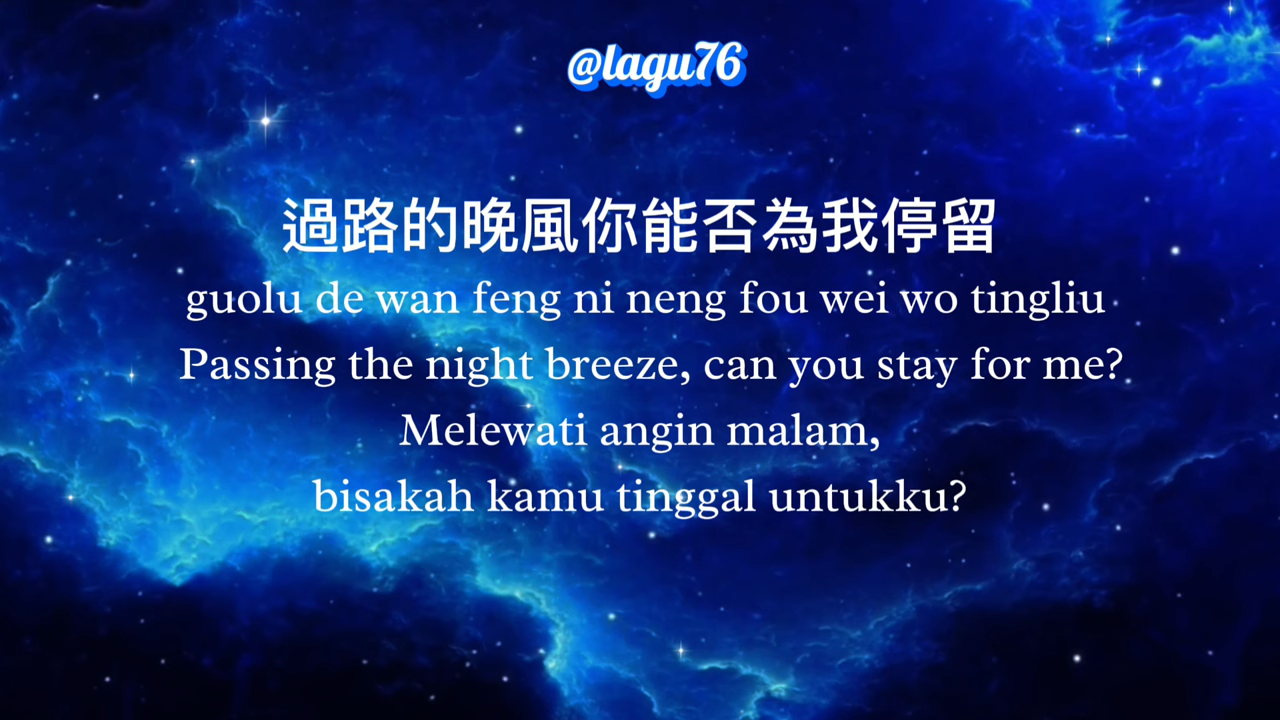 @lagu76
過路的晚風你能否為我停留
guolu de wan feng ni neng fou wei wo tingliu
Passing the night breeze, can you stay for me?
Melewati angin malam,
bisakah kamu tinggal untukku?